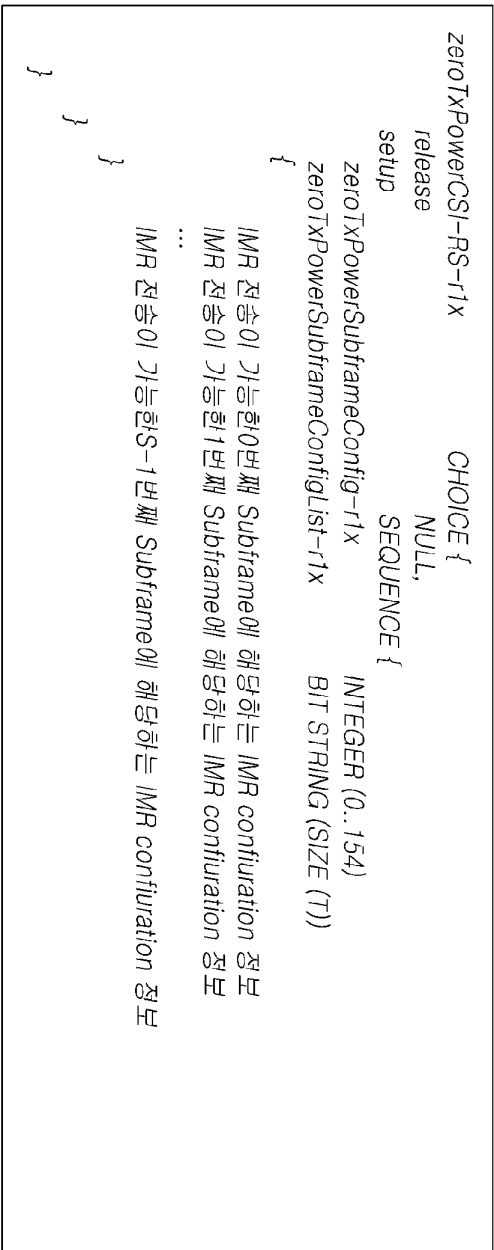 zeroTxPowerCSI-RS-r1x CHOICE {
release NULL,
setup SEQUENCE {
zeroTxPowerSubframeConfig-r1x INTEGER (0..154)
zeroTxPowerSubframeConfigList-r1x BIT STRING (SIZE (T))
{
IMR 전송이 가능한0번째 Subframe에 해당하는 IMR confiuration 정보
IMR 전송이 가능한1번째 Subframe에 해당하는 IMR confiuration 정보
...
IMR 전송이 가능한S-1번째 Subframe에 해당하는 IMR confiuration 정보
}
}
}